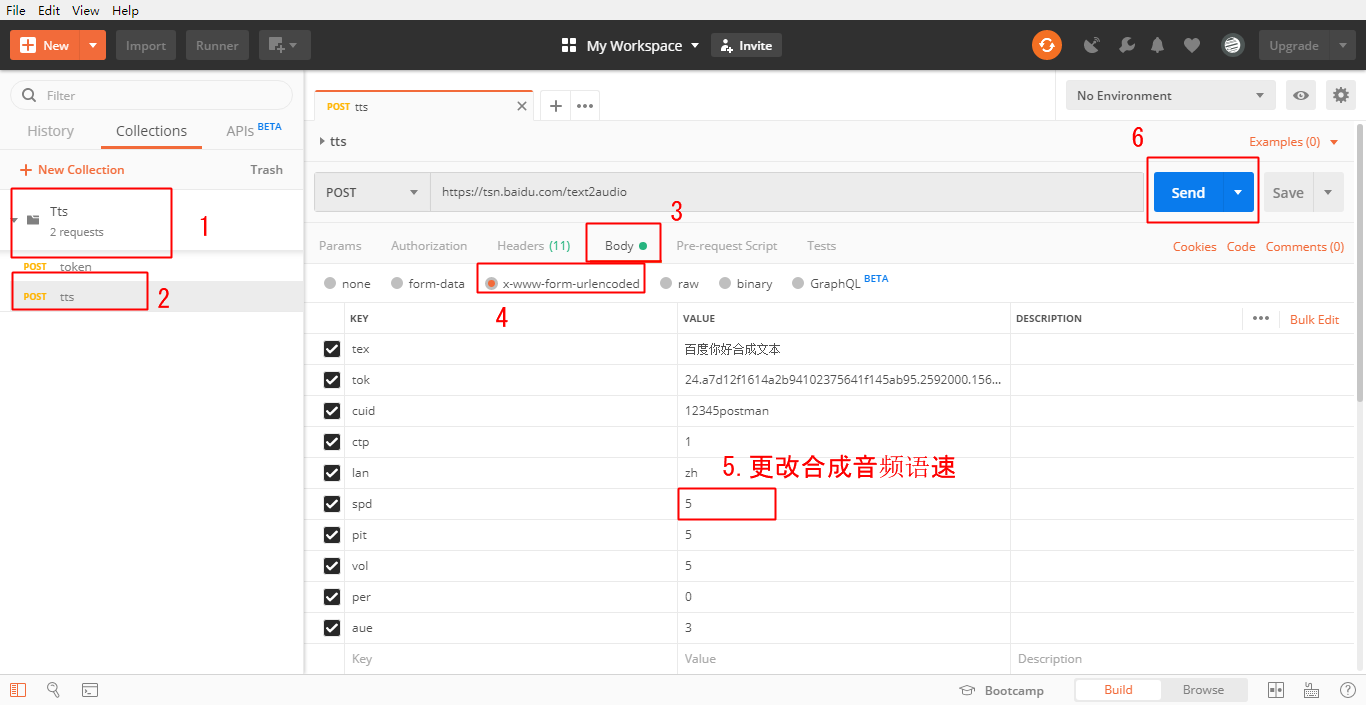 File Edit View Help
New Import Runner My Workspace Invite Upgrade
Filter
History Collections APIs BETA
New Collection Trash
Tts
2 requests
1
POST token
POST tts
2
POST tts
No Environment
tts
Examples (0)
6
POST https://tsn.baidu.com/text2audio Send Save
3
Params Authorization Headers (11) Body Pre-request Script Tests Cookies Code Comments (0)
none form-data x-www-form-urlencoded raw binary GraphQL BETA
4
KEY VALUE DESCRIPTION Bulk Edit
tex 百度你好合成文本
tok 24.a7d12f1614a2b94102375641f145ab95.2592000.156...
cuid 12345postman
ctp 1
lan zh
5. 更改合成音频语速
spd 5
pit 5
vol 5
per 0
aue 3
Key Value Description
Bootcamp Build Browse